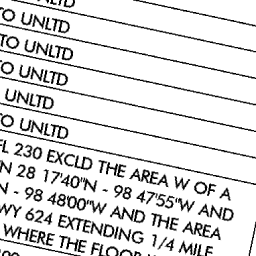 UNLTD
TO UNLTD
TO UNLTD
TO UNLTD
UNLTD
TO UNLTD
FL 230 EXCLD THE AREA W OF A
N 28 17'40"N - 98 47'55"W AND
N - 98 48'00"W AND THE AREA
WY 624 EXTENDING 1/4 MILE
WHERE THE FLOOR